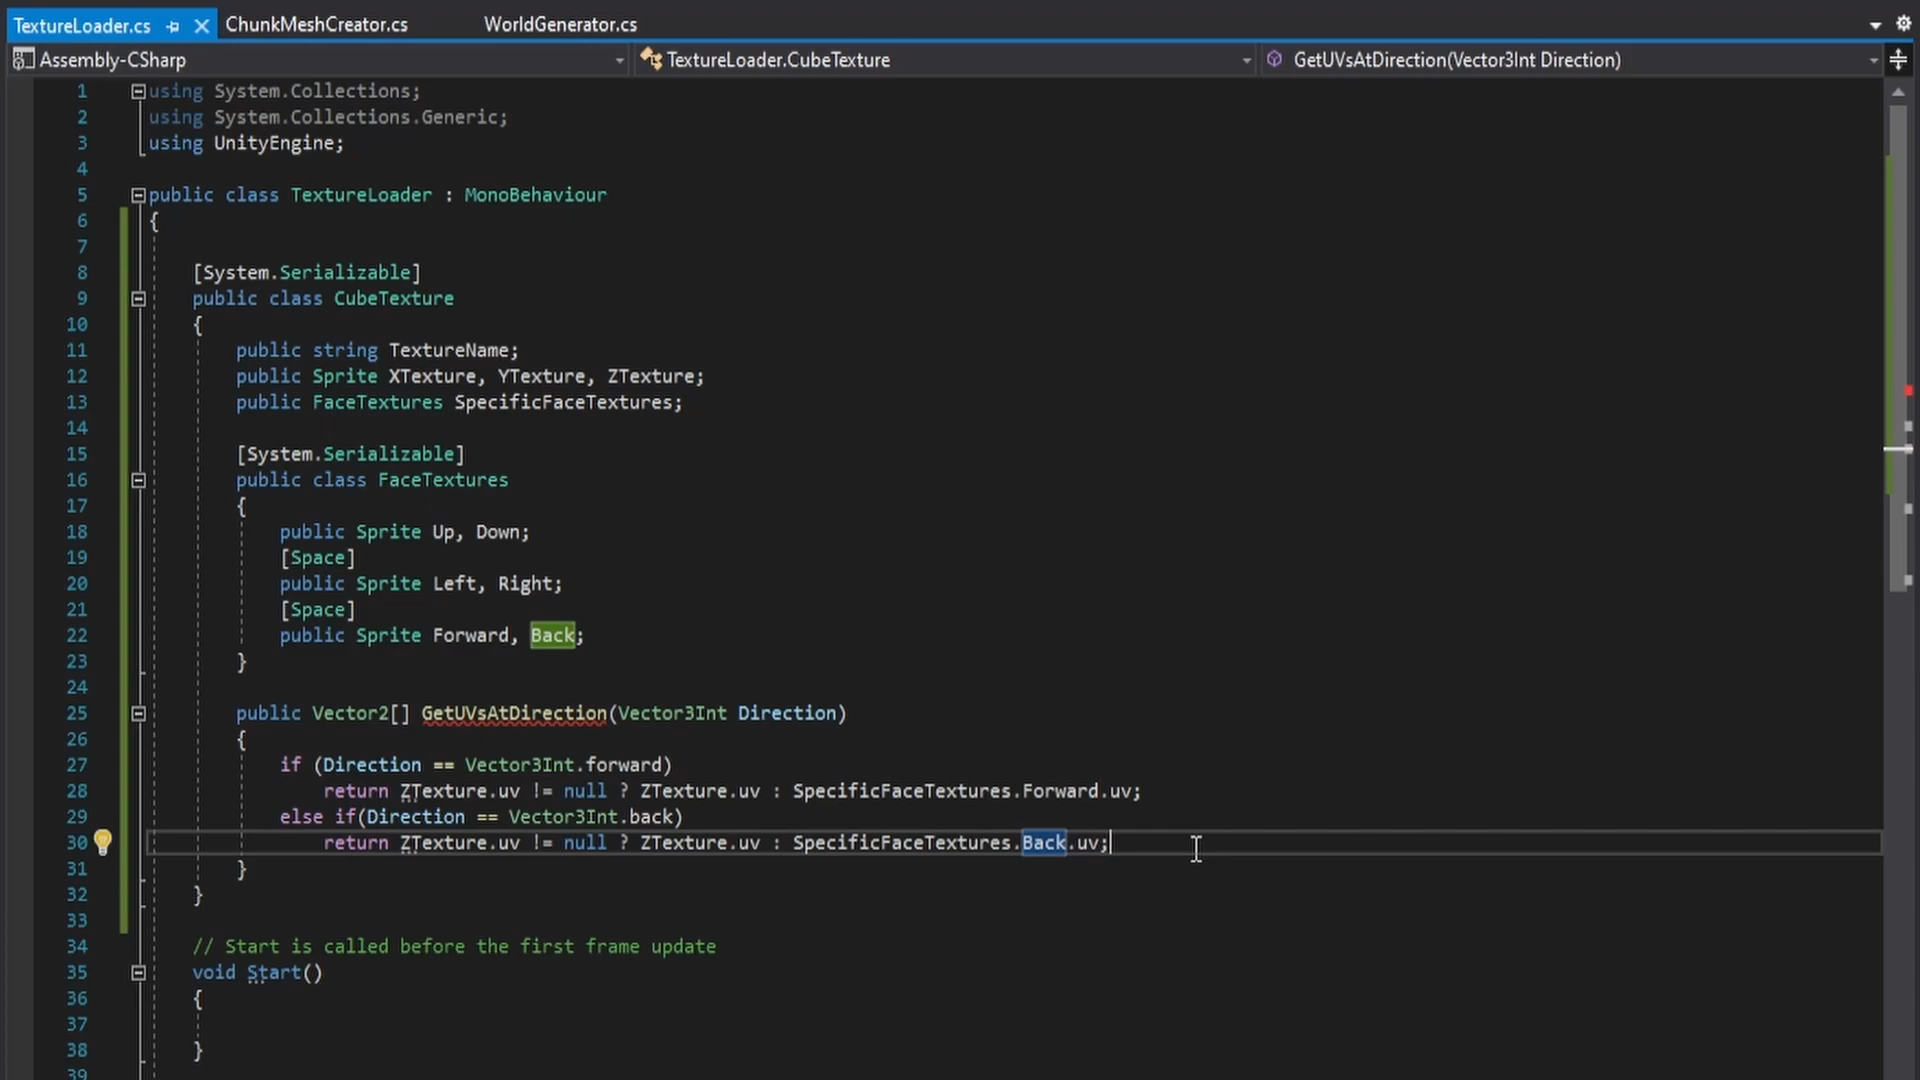 TextureLoader.cs ChunkMeshCreator.cs WorldGenerator.cs
Assembly-CSharp TextureLoader.CubeTexture GetUVsAtDirection(Vector3Int Direction)
1 using System.Collections;
2 using System.Collections.Generic;
3 using UnityEngine;
4
5 public class TextureLoader : MonoBehaviour
6 {
7
8 [System.Serializable]
9 public class CubeTexture
10 {
11 public string TextureName;
12 public Sprite XTexture, YTexture, ZTexture;
13 public FaceTextures SpecificFaceTextures;
14
15 [System.Serializable]
16 public class FaceTextures
17 {
18 public Sprite Up, Down;
19 [Space]
20 public Sprite Left, Right;
21 [Space]
22 public Sprite Forward, Back;
23 }
24
25 public Vector2[] GetUVsAtDirection(Vector3Int Direction)
26 {
27 if (Direction == Vector3Int.forward)
28 return ZTexture.uv != null ? ZTexture.uv : SpecificFaceTextures.Forward.uv;
29 else if(Direction == Vector3Int.back)
30 return ZTexture.uv != null ? ZTexture.uv : SpecificFaceTextures.Back.uv;
31 }
32 }
33
34 // Start is called before the first frame update
35 void Start()
36 {
37
38 }
39